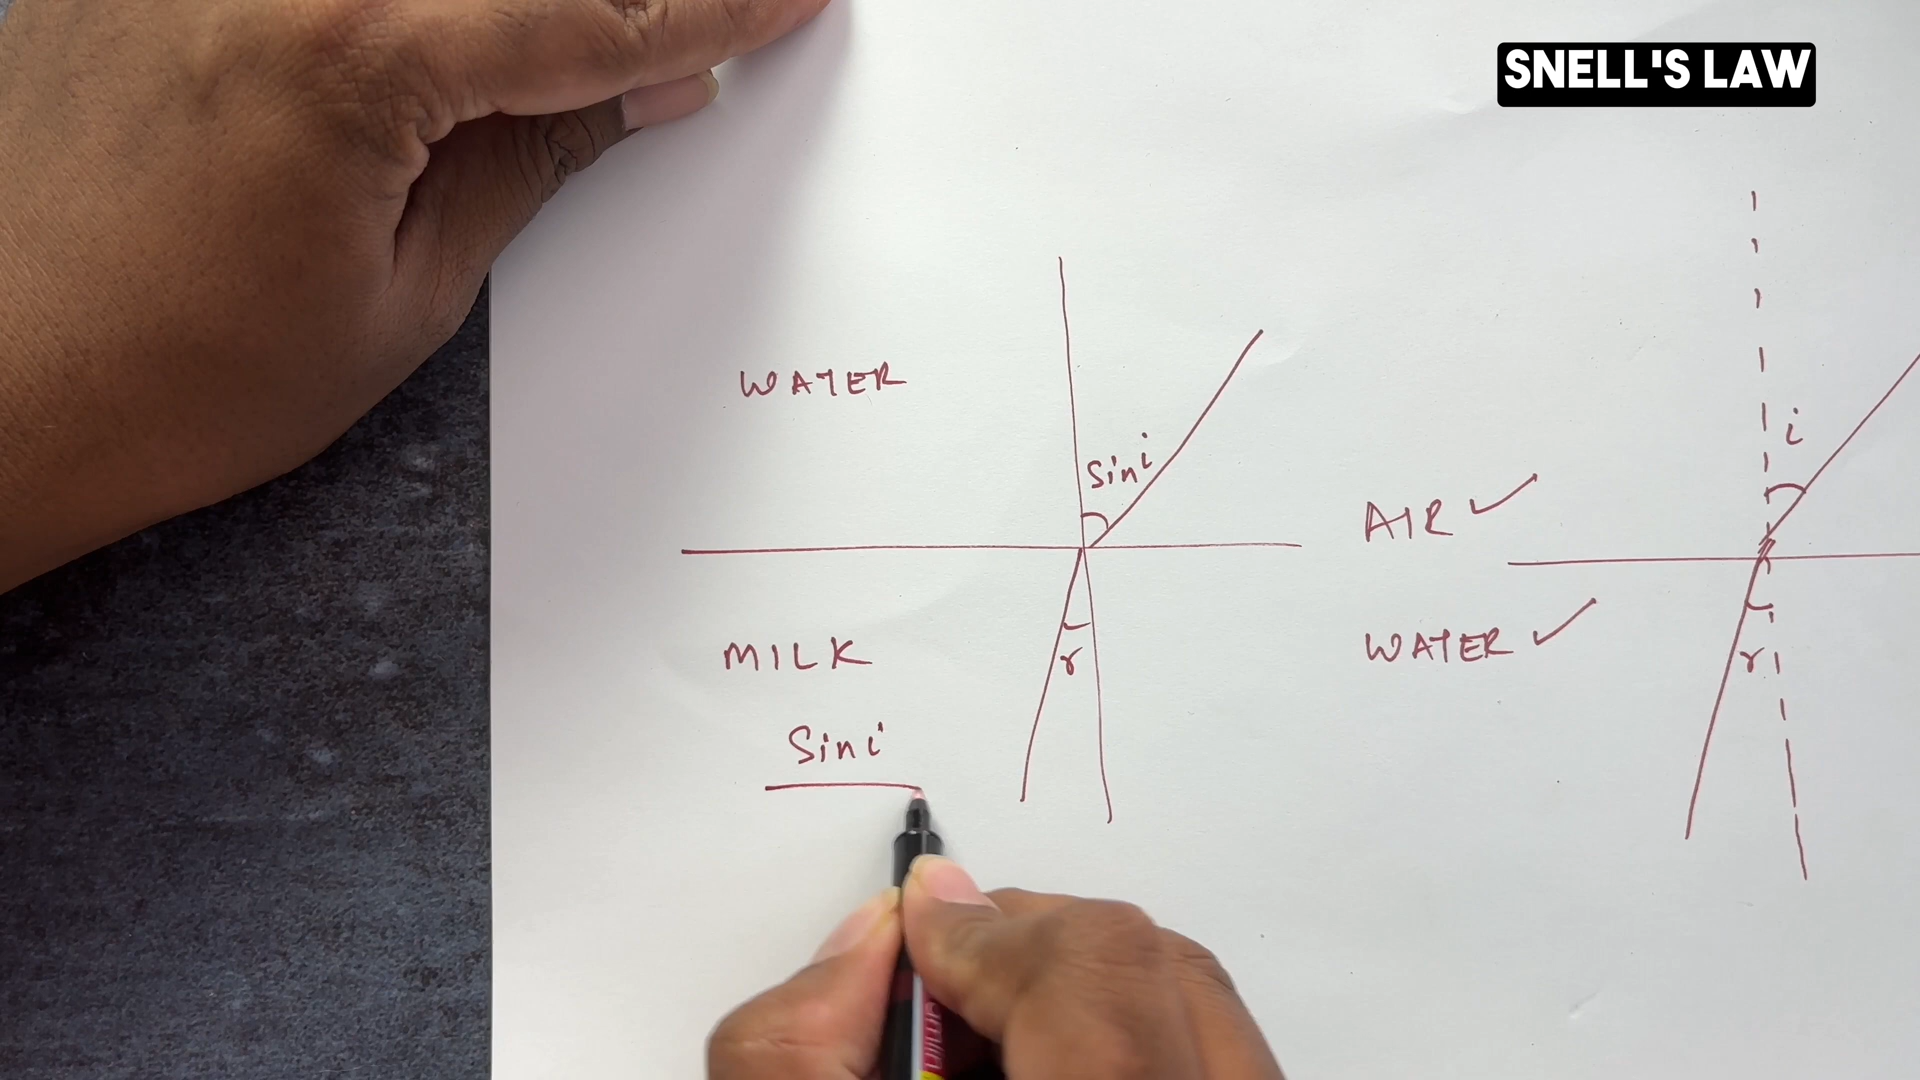 SNELL'S LAW
WATER
Sin i
MILK
r
Sin i
i
AIR
WATER
r